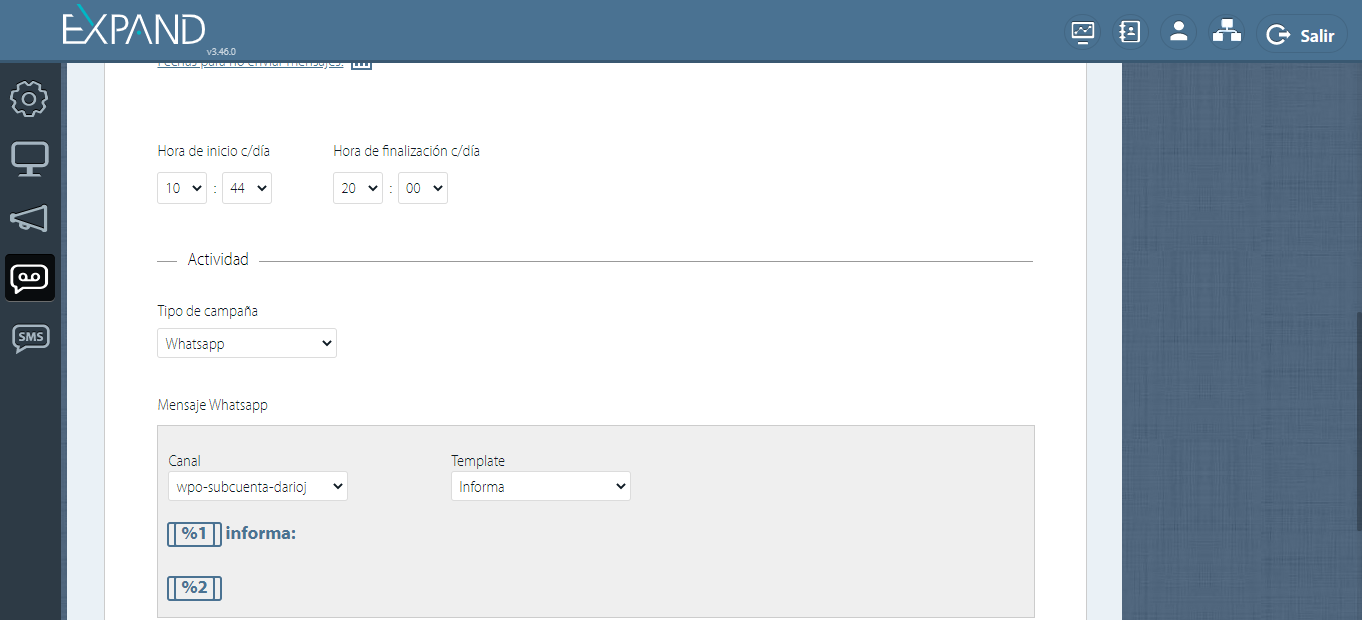 EXPAND
v3.46.0
Salir
Fechas para no enviar mensajes:
Hora de inicio c/día
Hora de finalización c/día
10 : 44
20 : 00
Actividad
Tipo de campaña
Whatsapp
SMS
Mensaje Whatsapp
Canal
Template
wpo-subcuenta-darioj
Informa
%1 informa:
%2